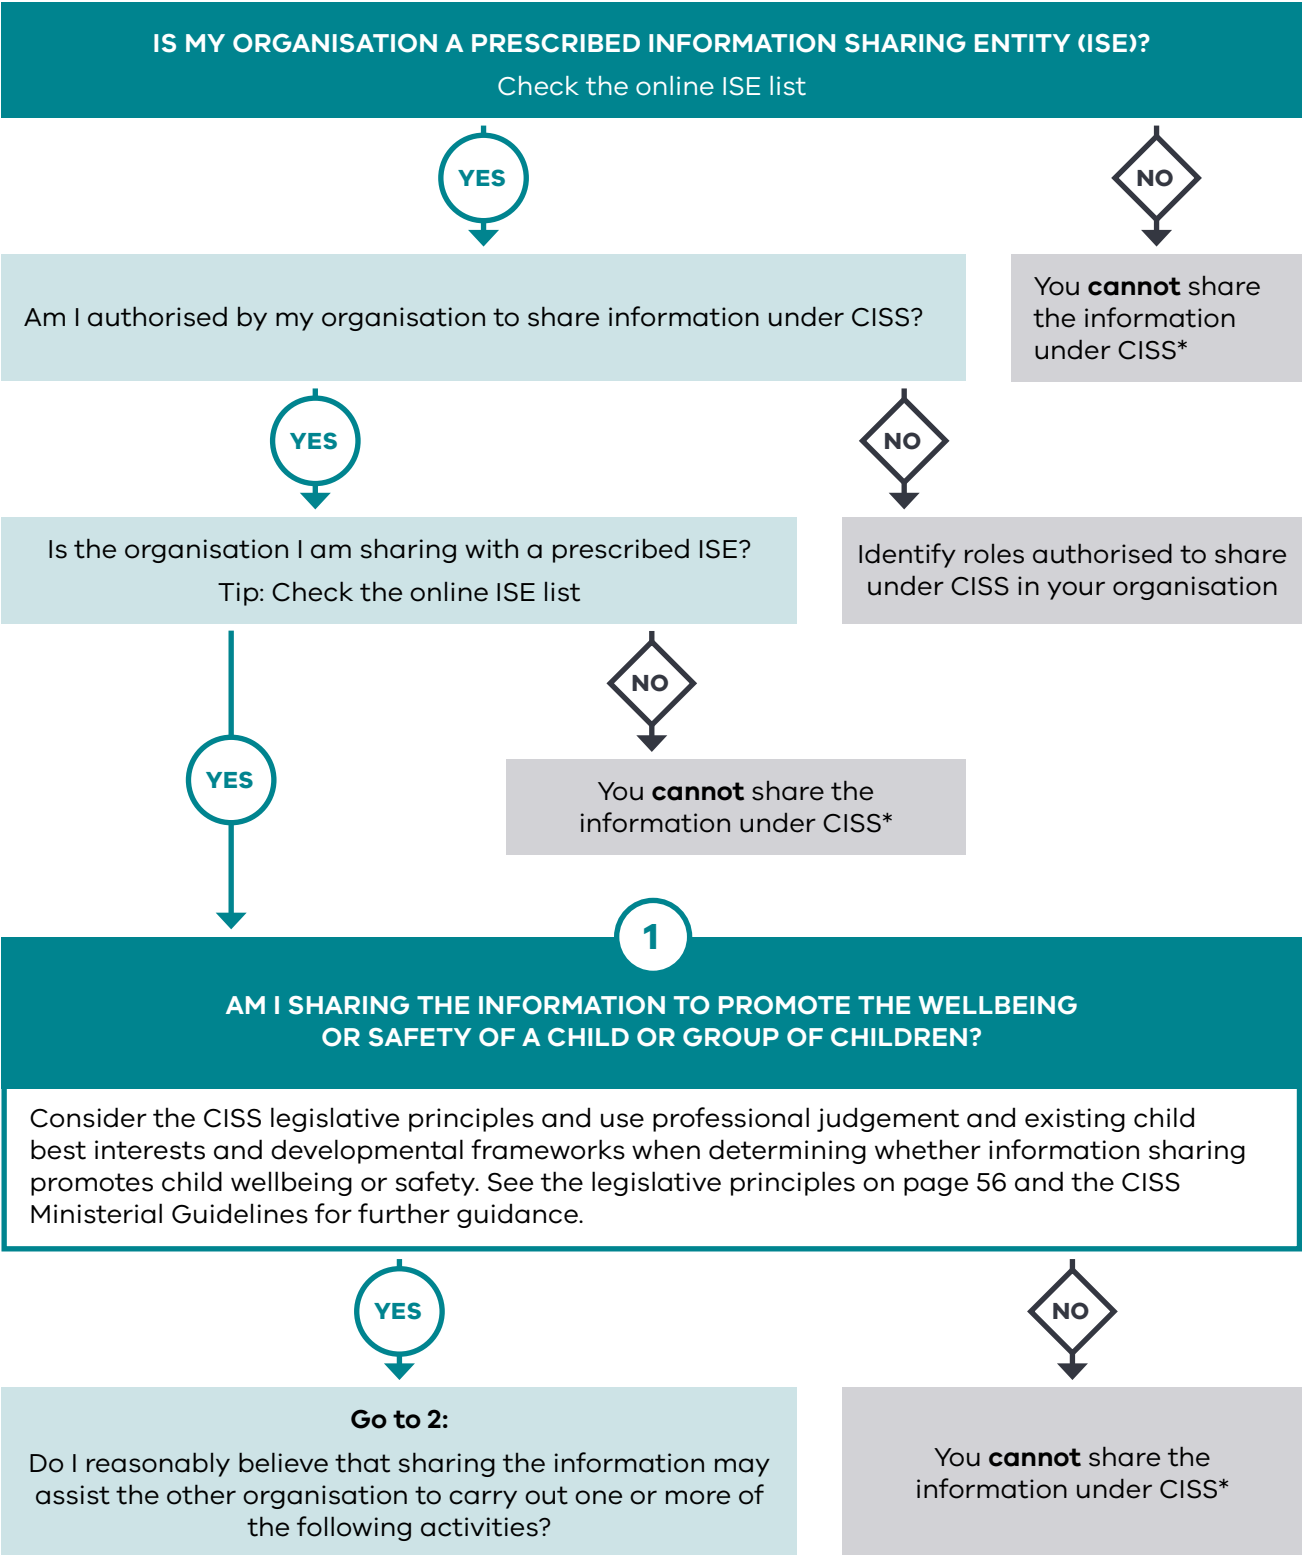 IS MY ORGANISATION A PRESCRIBED INFORMATION SHARING ENTITY (ISE)?
Check the online ISE list
YES
NO
Am I authorised by my organisation to share information under CISS?
You cannot share
the information
under CISS*
YES
NO
Is the organisation I am sharing with a prescribed ISE?
Tip: Check the online ISE list
Identify roles authorised to share
under CISS in your organisation
NO
YES
You cannot share the
information under CISS*
1
AM I SHARING THE INFORMATION TO PROMOTE THE WELLBEING
OR SAFETY OF A CHILD OR GROUP OF CHILDREN?
Consider the CISS legislative principles and use professional judgement and existing child
best interests and developmental frameworks when determining whether information sharing
promotes child wellbeing or safety. See the legislative principles on page 56 and the CISS
Ministerial Guidelines for further guidance.
YES
NO
Go to 2:
Do I reasonably believe that sharing the information may
assist the other organisation to carry out one or more of
the following activities?
You cannot share the
information under CISS*